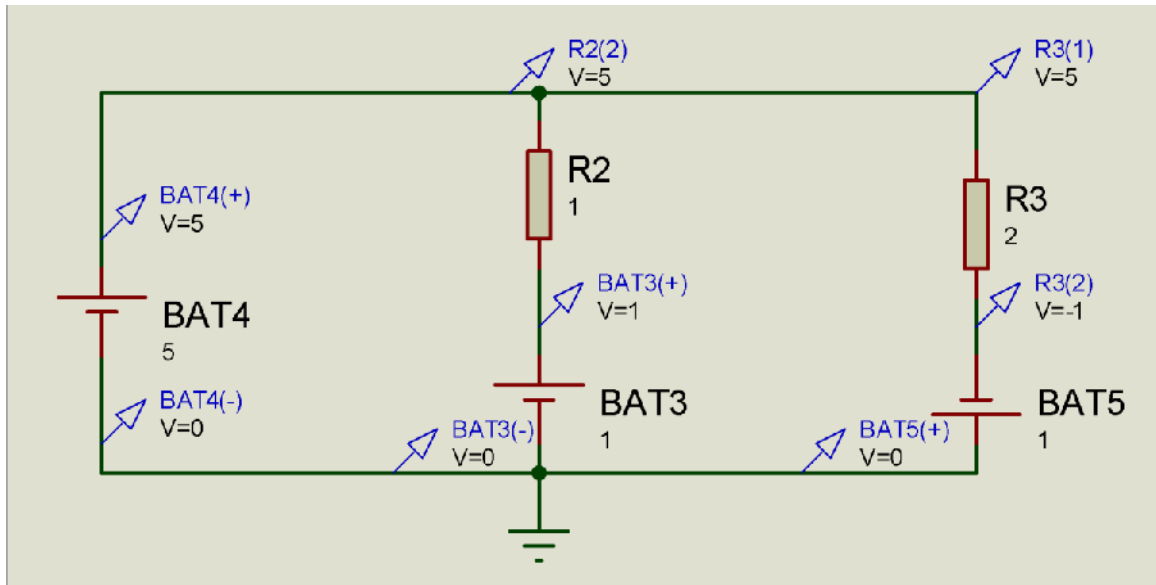 R2(2)
V=5
R3(1)
V=5
R2
1
BAT4(+)
V=5
R3
2
BAT3(+)
V=1
R3(2)
V=-1
BAT4
5
BAT3
1
BAT5
1
BAT4(-)
V=0
BAT3(-)
V=0
BAT5(+)
V=0